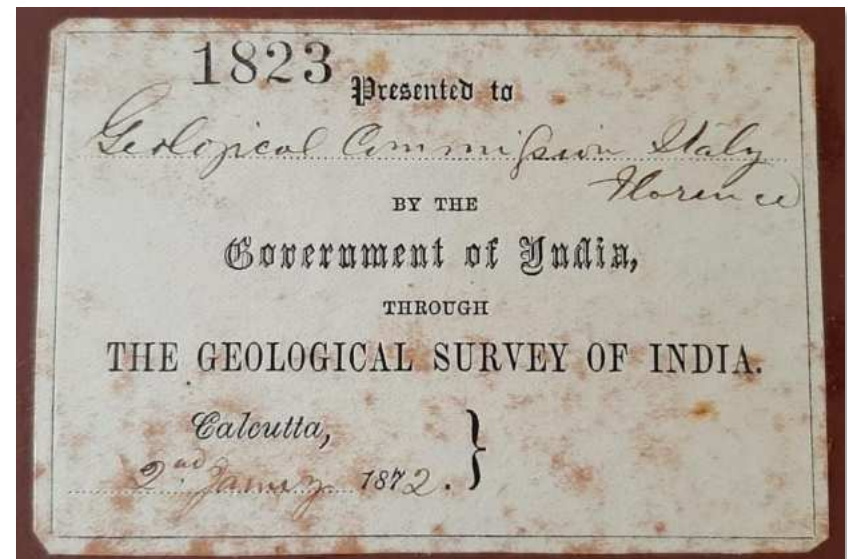 1823
Presented to
Geological Commission Italy
Florence
BY THE
Government of India,
THROUGH
THE GEOLOGICAL SURVEY OF INDIA.
Calcutta,
2nd 1872.